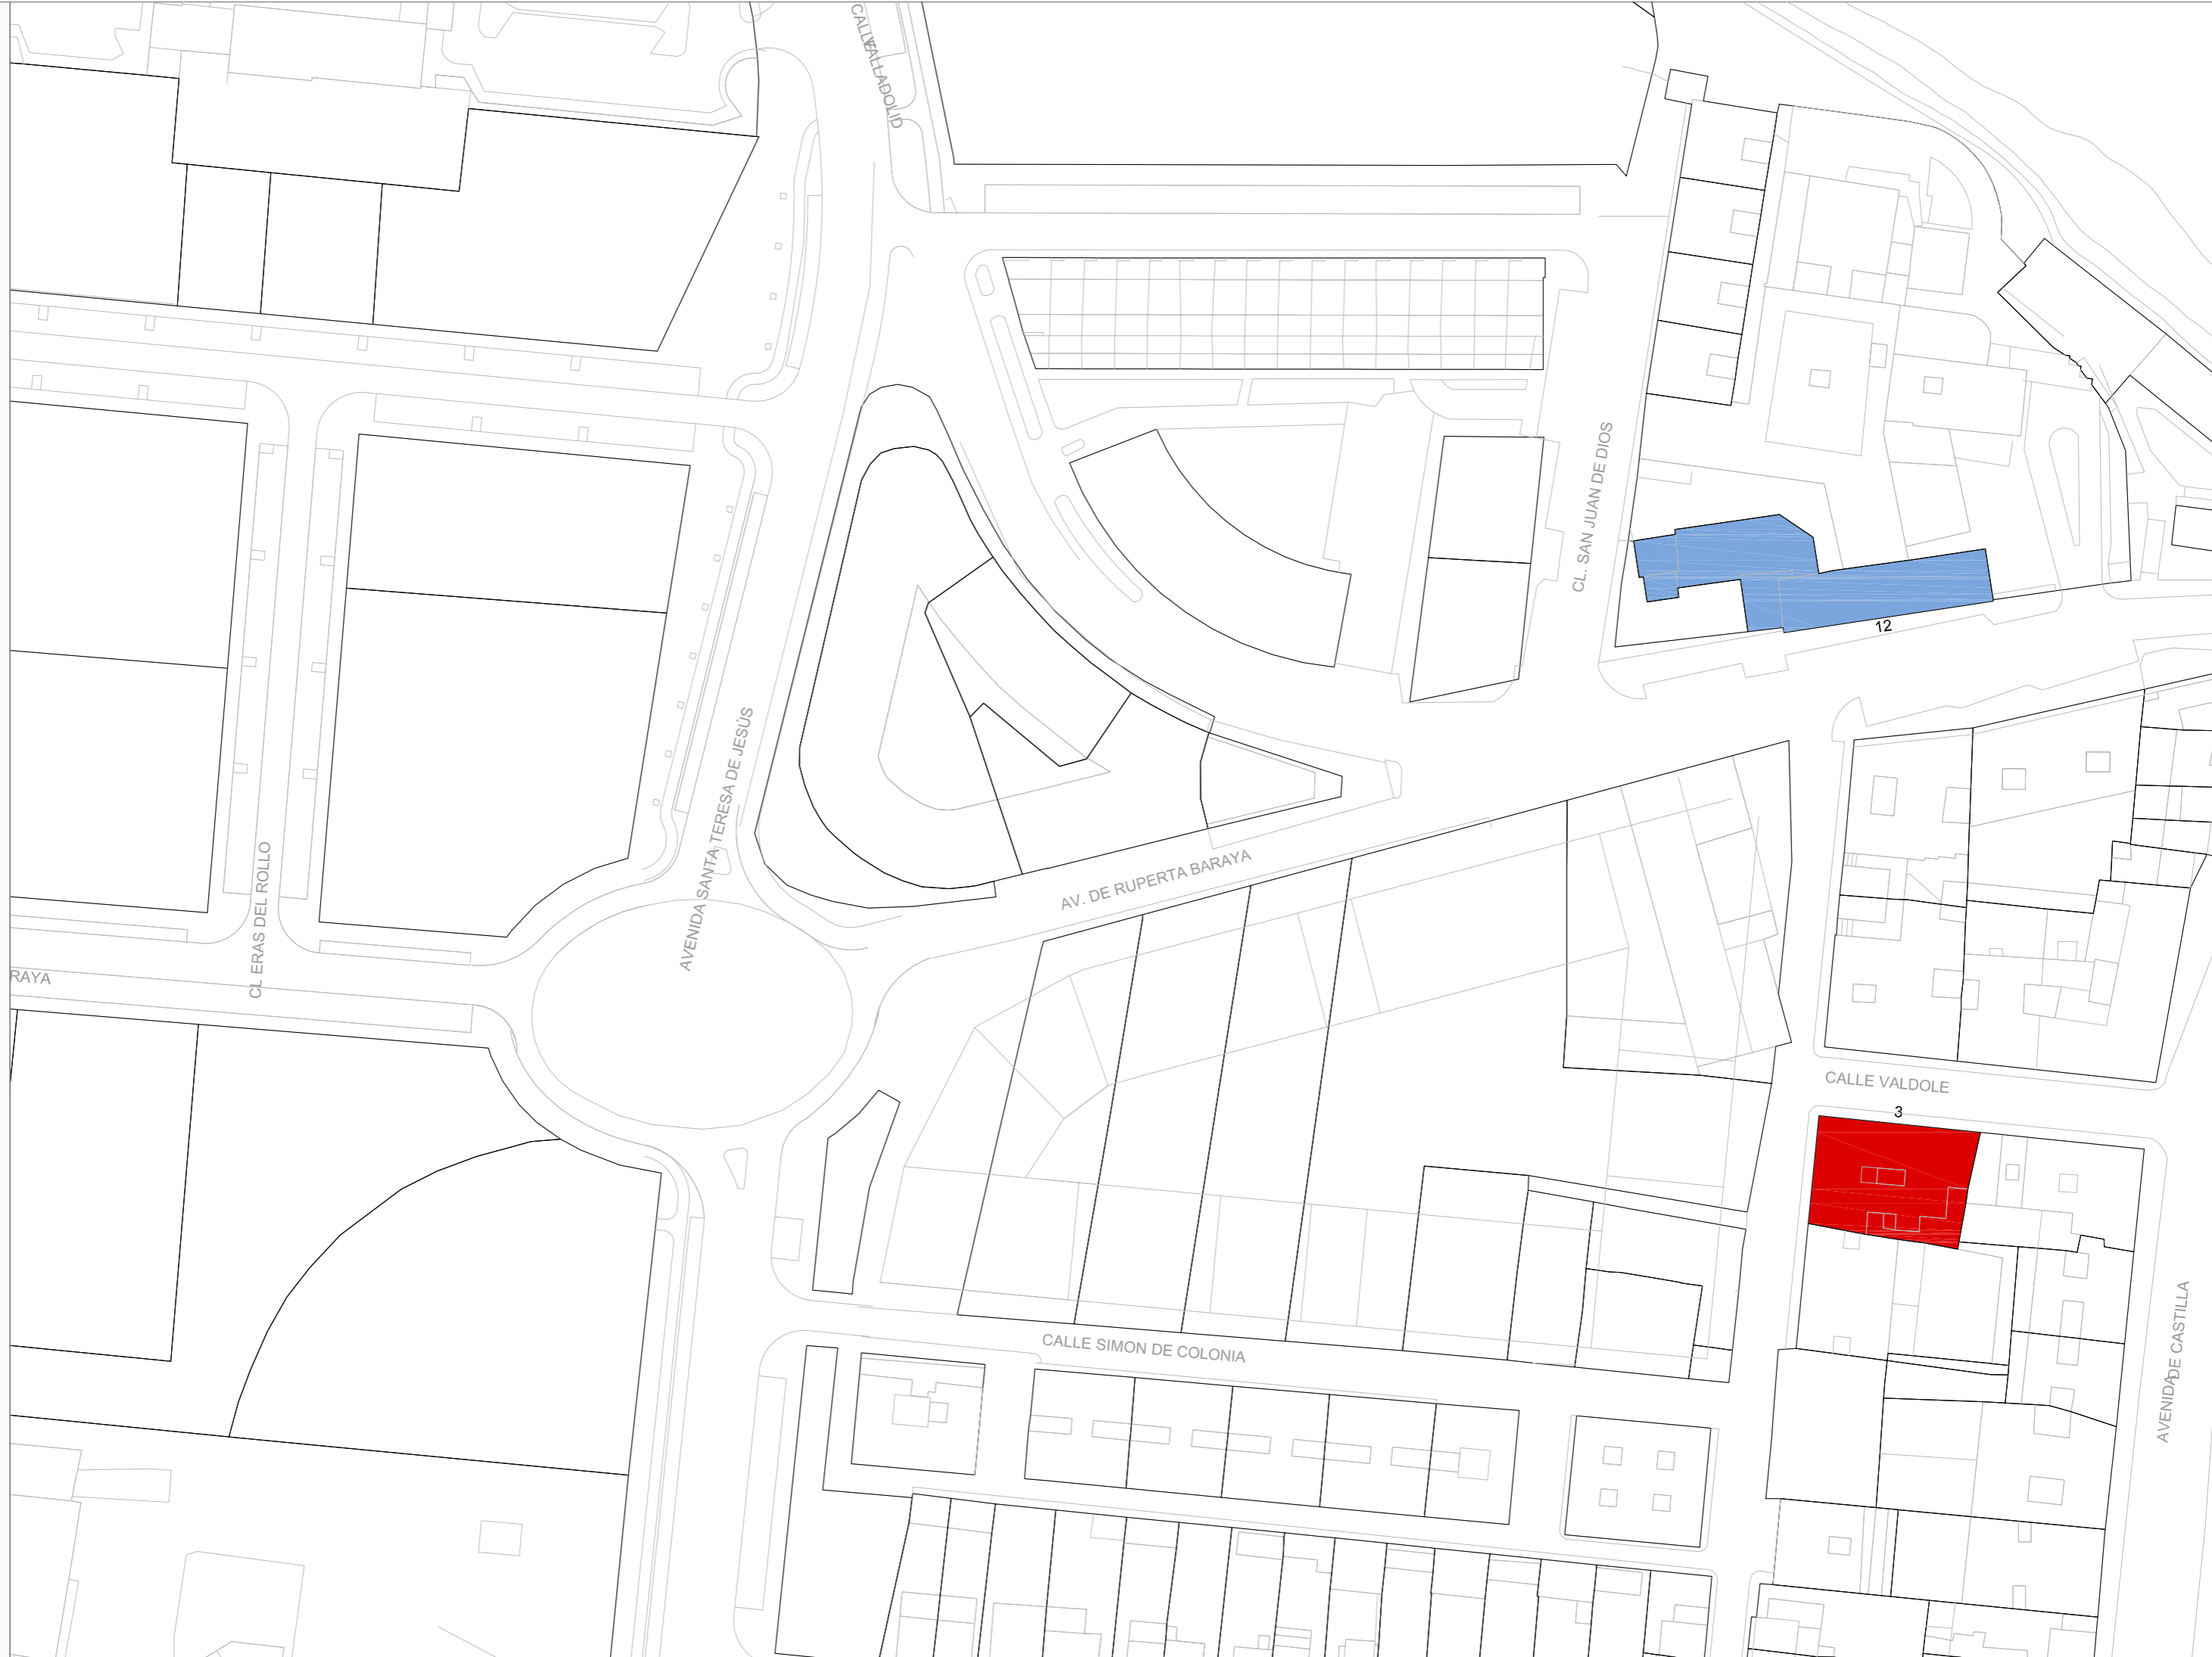 CALLE
VALLADOLID
CL. SAN JUAN DE DIOS
12
AVENIDA SANTA TERESA DE JESÚS
AV. DE RUPERTA BARAYA
CL ERAS DEL ROLLO
RAYA
CALLE VALDOLE
3
CALLE SIMON DE COLONIA
AVENIDA DE CASTILLA